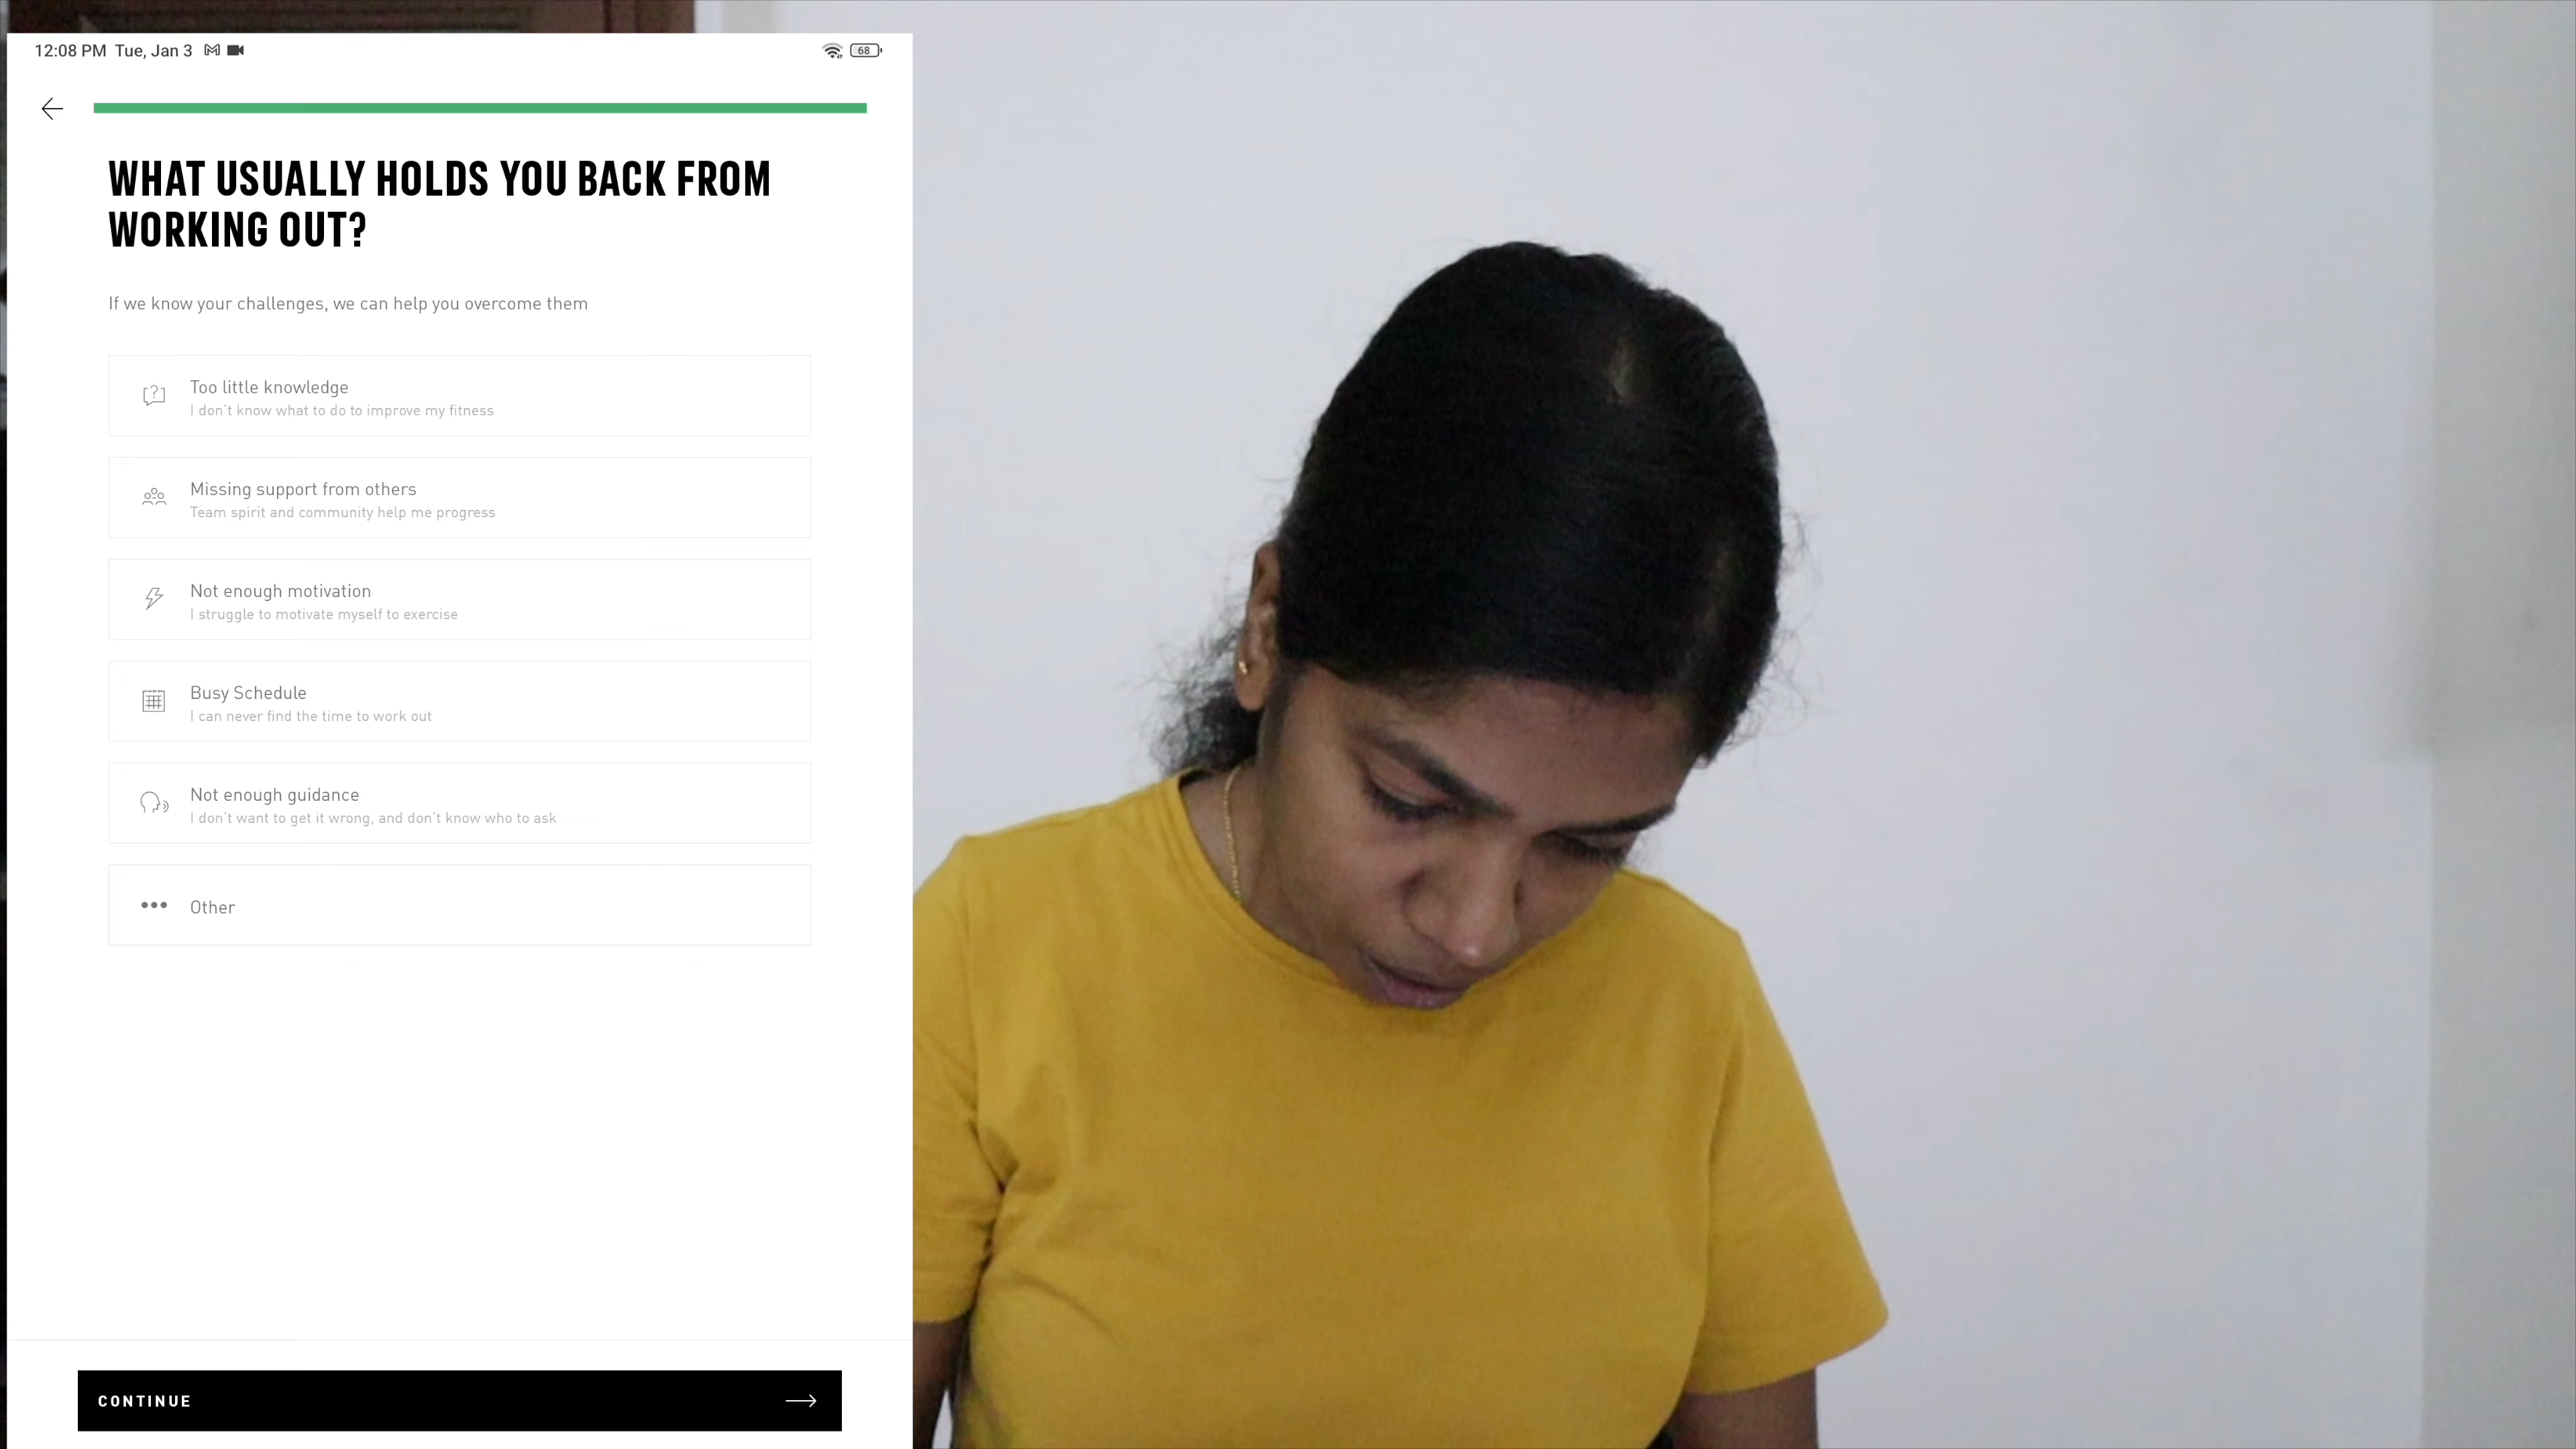 12:08 PM Tue, Jan 3
68
WHAT USUALLY HOLDS YOU BACK FROM
WORKING OUT?
If we know your challenges, we can help you overcome them
Too little knowledge
I don't know what to do to improve my fitness
Missing support from others
Team spirit and community help me progress
Not enough motivation
I struggle to motivate myself to exercise
Busy Schedule
I can never find the time to work out
Not enough guidance
I don't want to get it wrong, and don't know who to ask
Other
CONTINUE